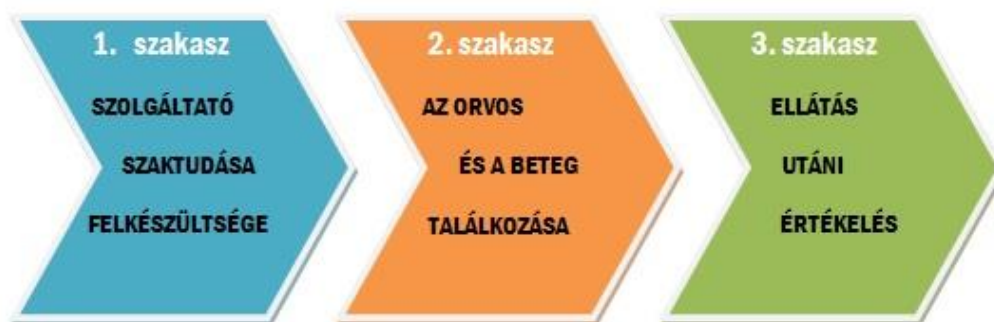 1. szakasz
SZOLGÁLTATÓ
SZAKTUDÁSA
FELKÉSZÜLTSÉGE
2. szakasz
AZ ORVOS
ÉS A BETEG
TALÁLKOZÁSA
3. szakasz
ELLÁTÁS
UTÁNI
ÉRTÉKELÉS